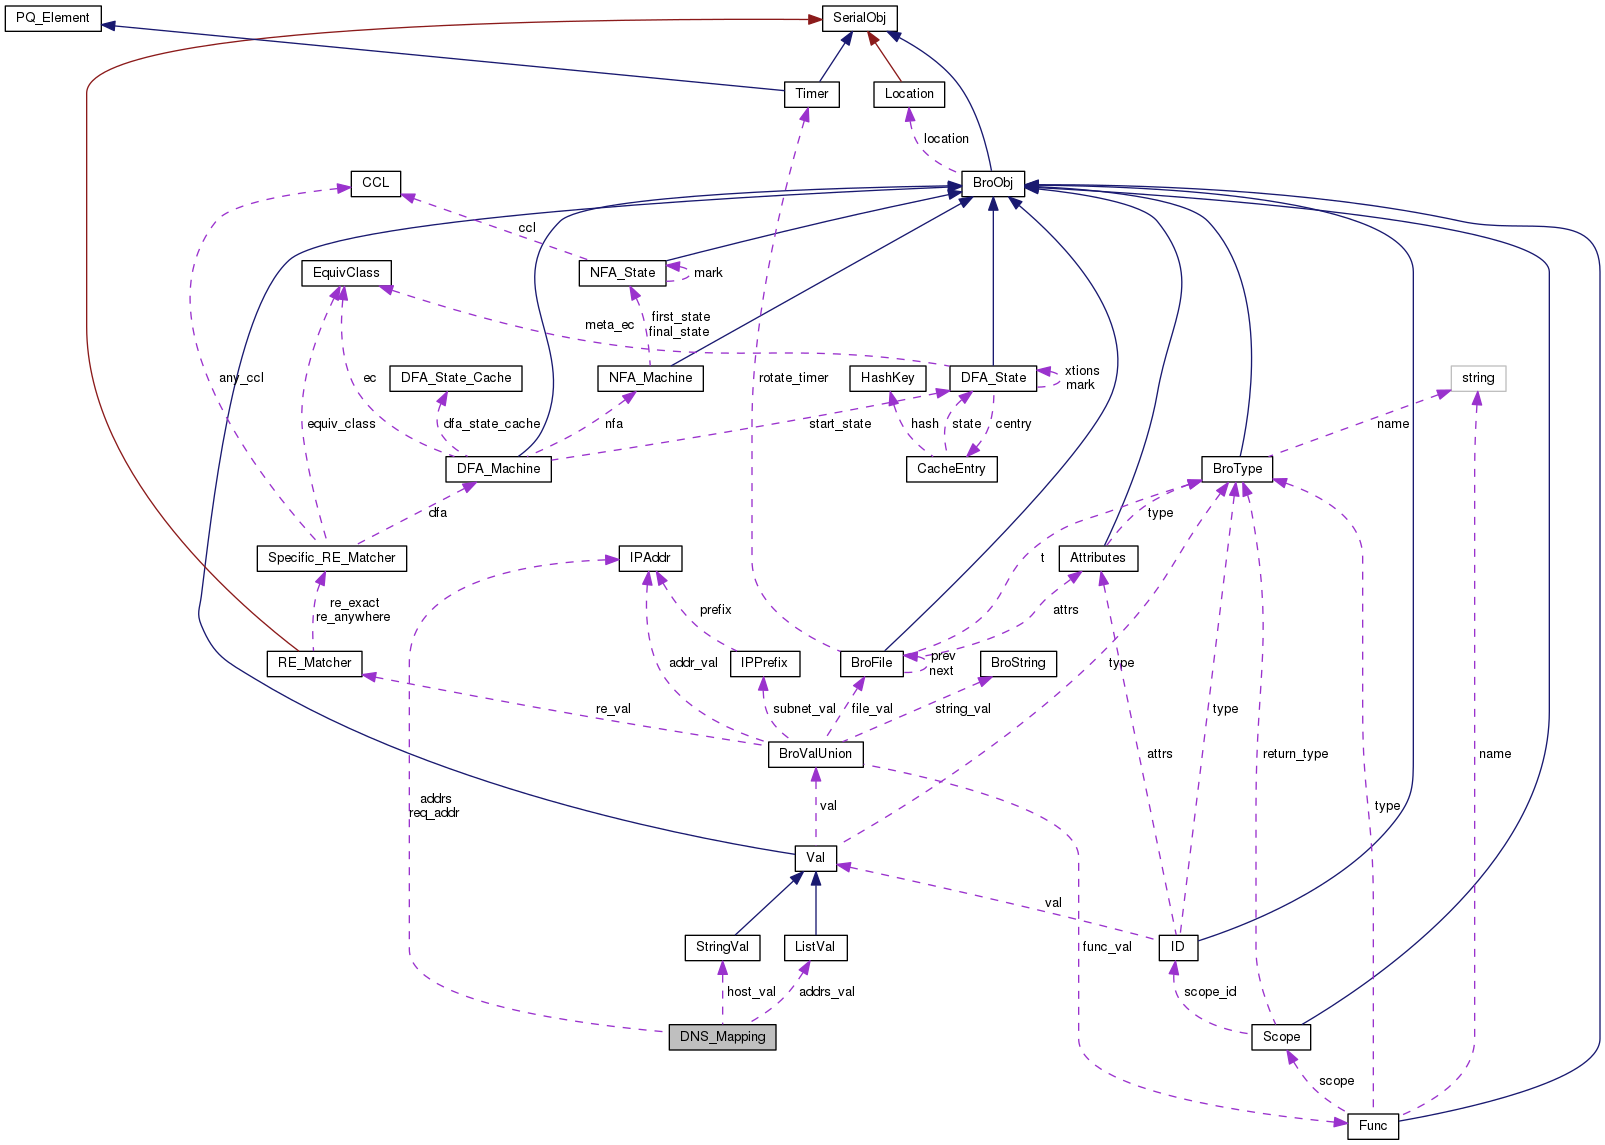 PQ_Element
SerialObj
Timer
Location
location
CCL
BroObj
ccl
EquivClass
NFA_State
mark
first_state
final_state
meta_ec
any_ccl
ec
DFA_State_Cache
NFA_Machine
rotate_timer
HashKey
DFA_State
xtions
mark
string
equiv_class
dfa_state_cache
nfa
start_state
hash
state
centry
name
DFA_Machine
CacheEntry
BroType
dfa
type
Specific_RE_Matcher
IPAddr
t
Attributes
re_exact
re_anywhere
prefix
attrs
RE_Matcher
addr_val
IPPrefix
BroFile
prev
next
BroString
type
re_val
subnet_val
file_val
string_val
type
BroValUnion
attrs
return_type
name
addrs
req_addr
val
type
Val
val
StringVal
ListVal
func_val
ID
host_val
addrs_val
scope_id
DNS_Mapping
Scope
scope
Func